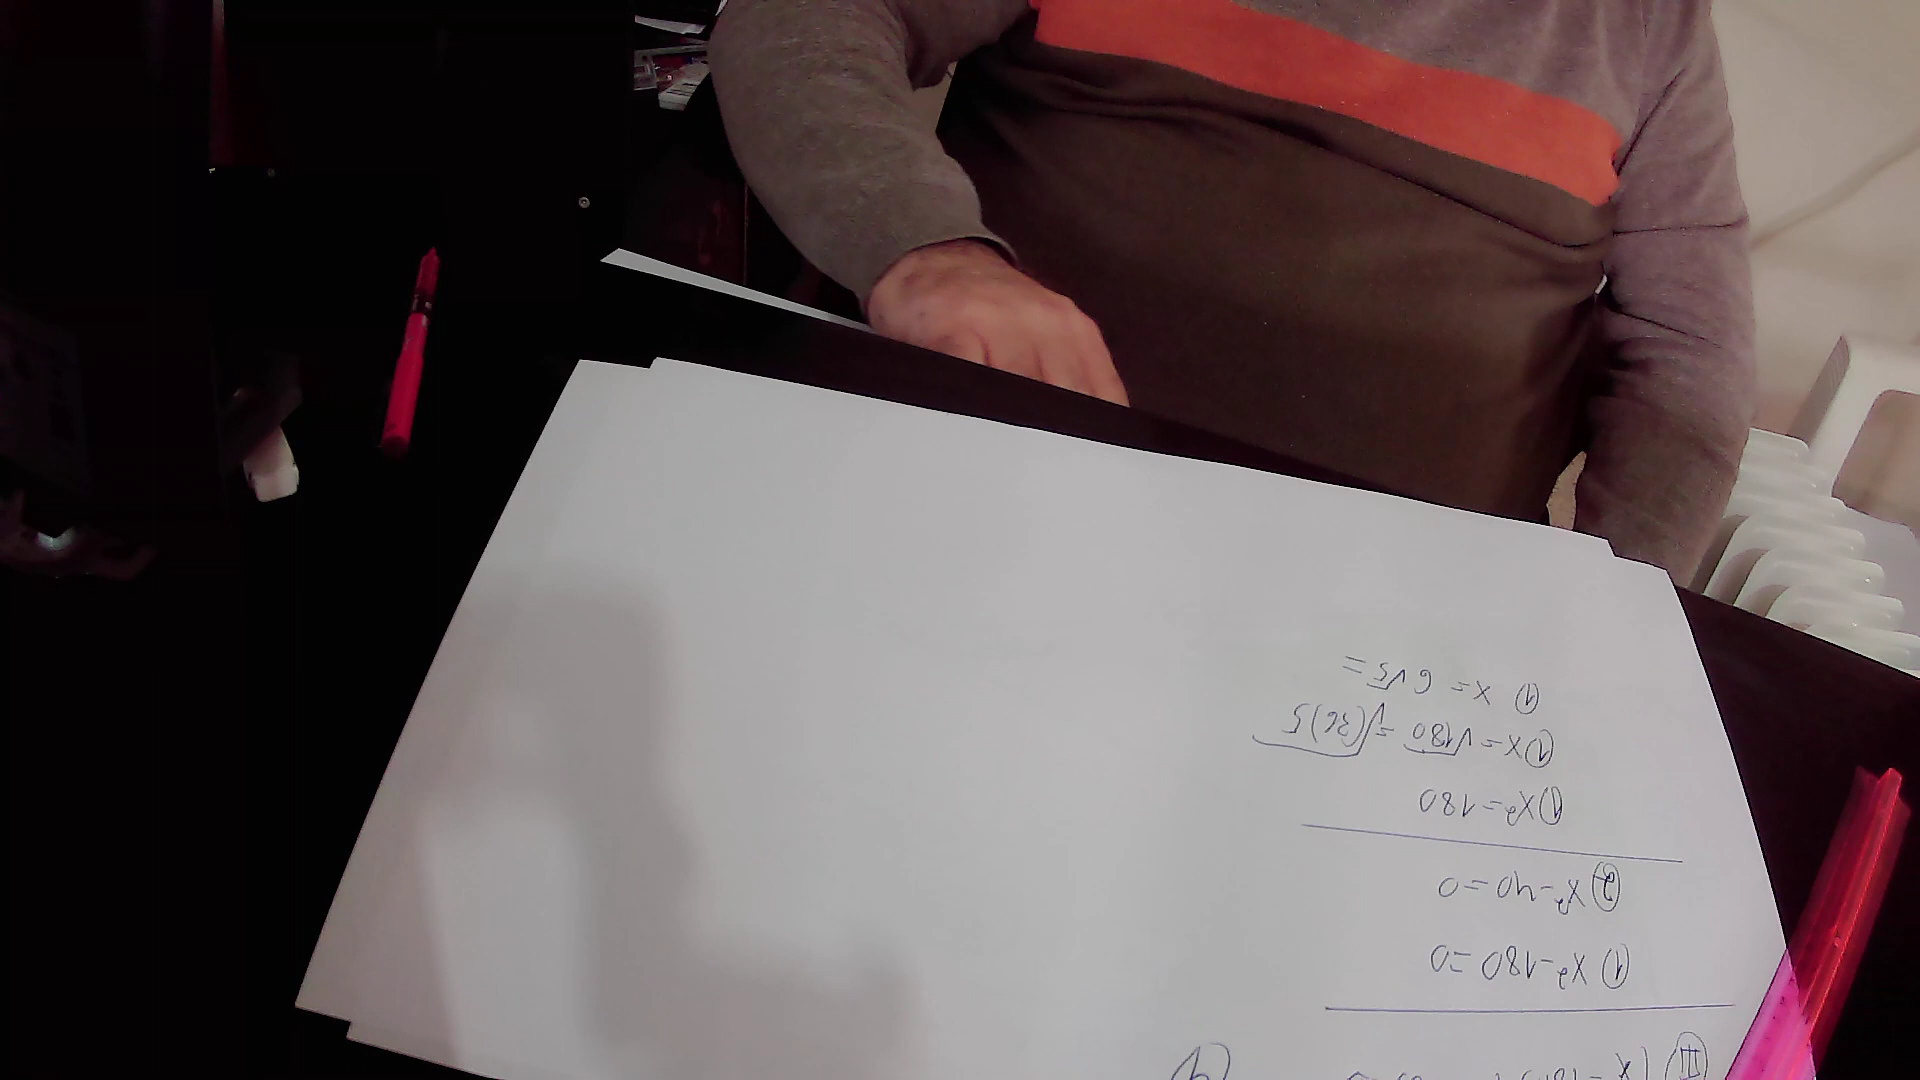 ① x²-180=0
② x²-40=0
① x²=180
① x=√180 = √(36)5
① x= 6√5 =